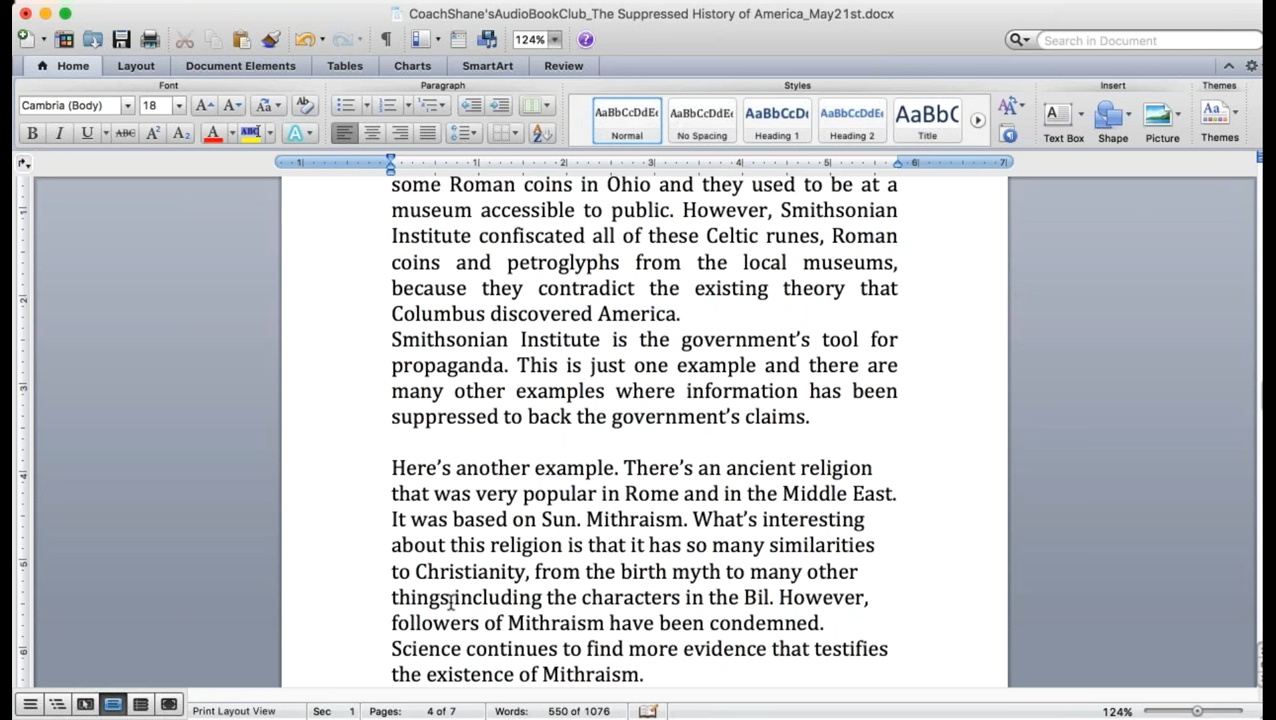 CoachShane'sAudioBookClub_The Suppressed History of America_May21st.docx
124%
Search in Document
Home Layout Document Elements Tables Charts SmartArt Review
Font Paragraph Styles Insert Themes
Cambria (Body) 18
AaBbCcDdEe AaBbCcDdEe AaBbCcDd AaBbCcDdEe AaBbC
Normal No Spacing Heading 1 Heading 2 Title Text Box Shape Picture Themes
some Roman coins in Ohio and they used to be at a
museum accessible to public. However, Smithsonian
Institute confiscated all of these Celtic runes, Roman
coins and petroglyphs from the local museums,
because they contradict the existing theory that
Columbus discovered America.
Smithsonian Institute is the government's tool for
propaganda. This is just one example and there are
many other examples where information has been
suppressed to back the government's claims.
Here's another example. There's an ancient religion
that was very popular in Rome and in the Middle East.
It was based on Sun. Mithraism. What's interesting
about this religion is that it has so many similarities
to Christianity, from the birth myth to many other
things including the characters in the Bil. However,
followers of Mithraism have been condemned.
Science continues to find more evidence that testifies
the existence of Mithraism.
Print Layout View Sec 1 Pages: 4 of 7 Words: 550 of 1076 124%